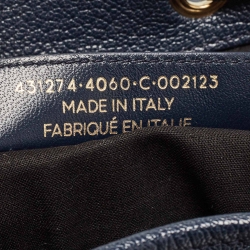 431274·4060·C·002123
MADE IN ITALY
FABRIQUÉ EN ITALIE